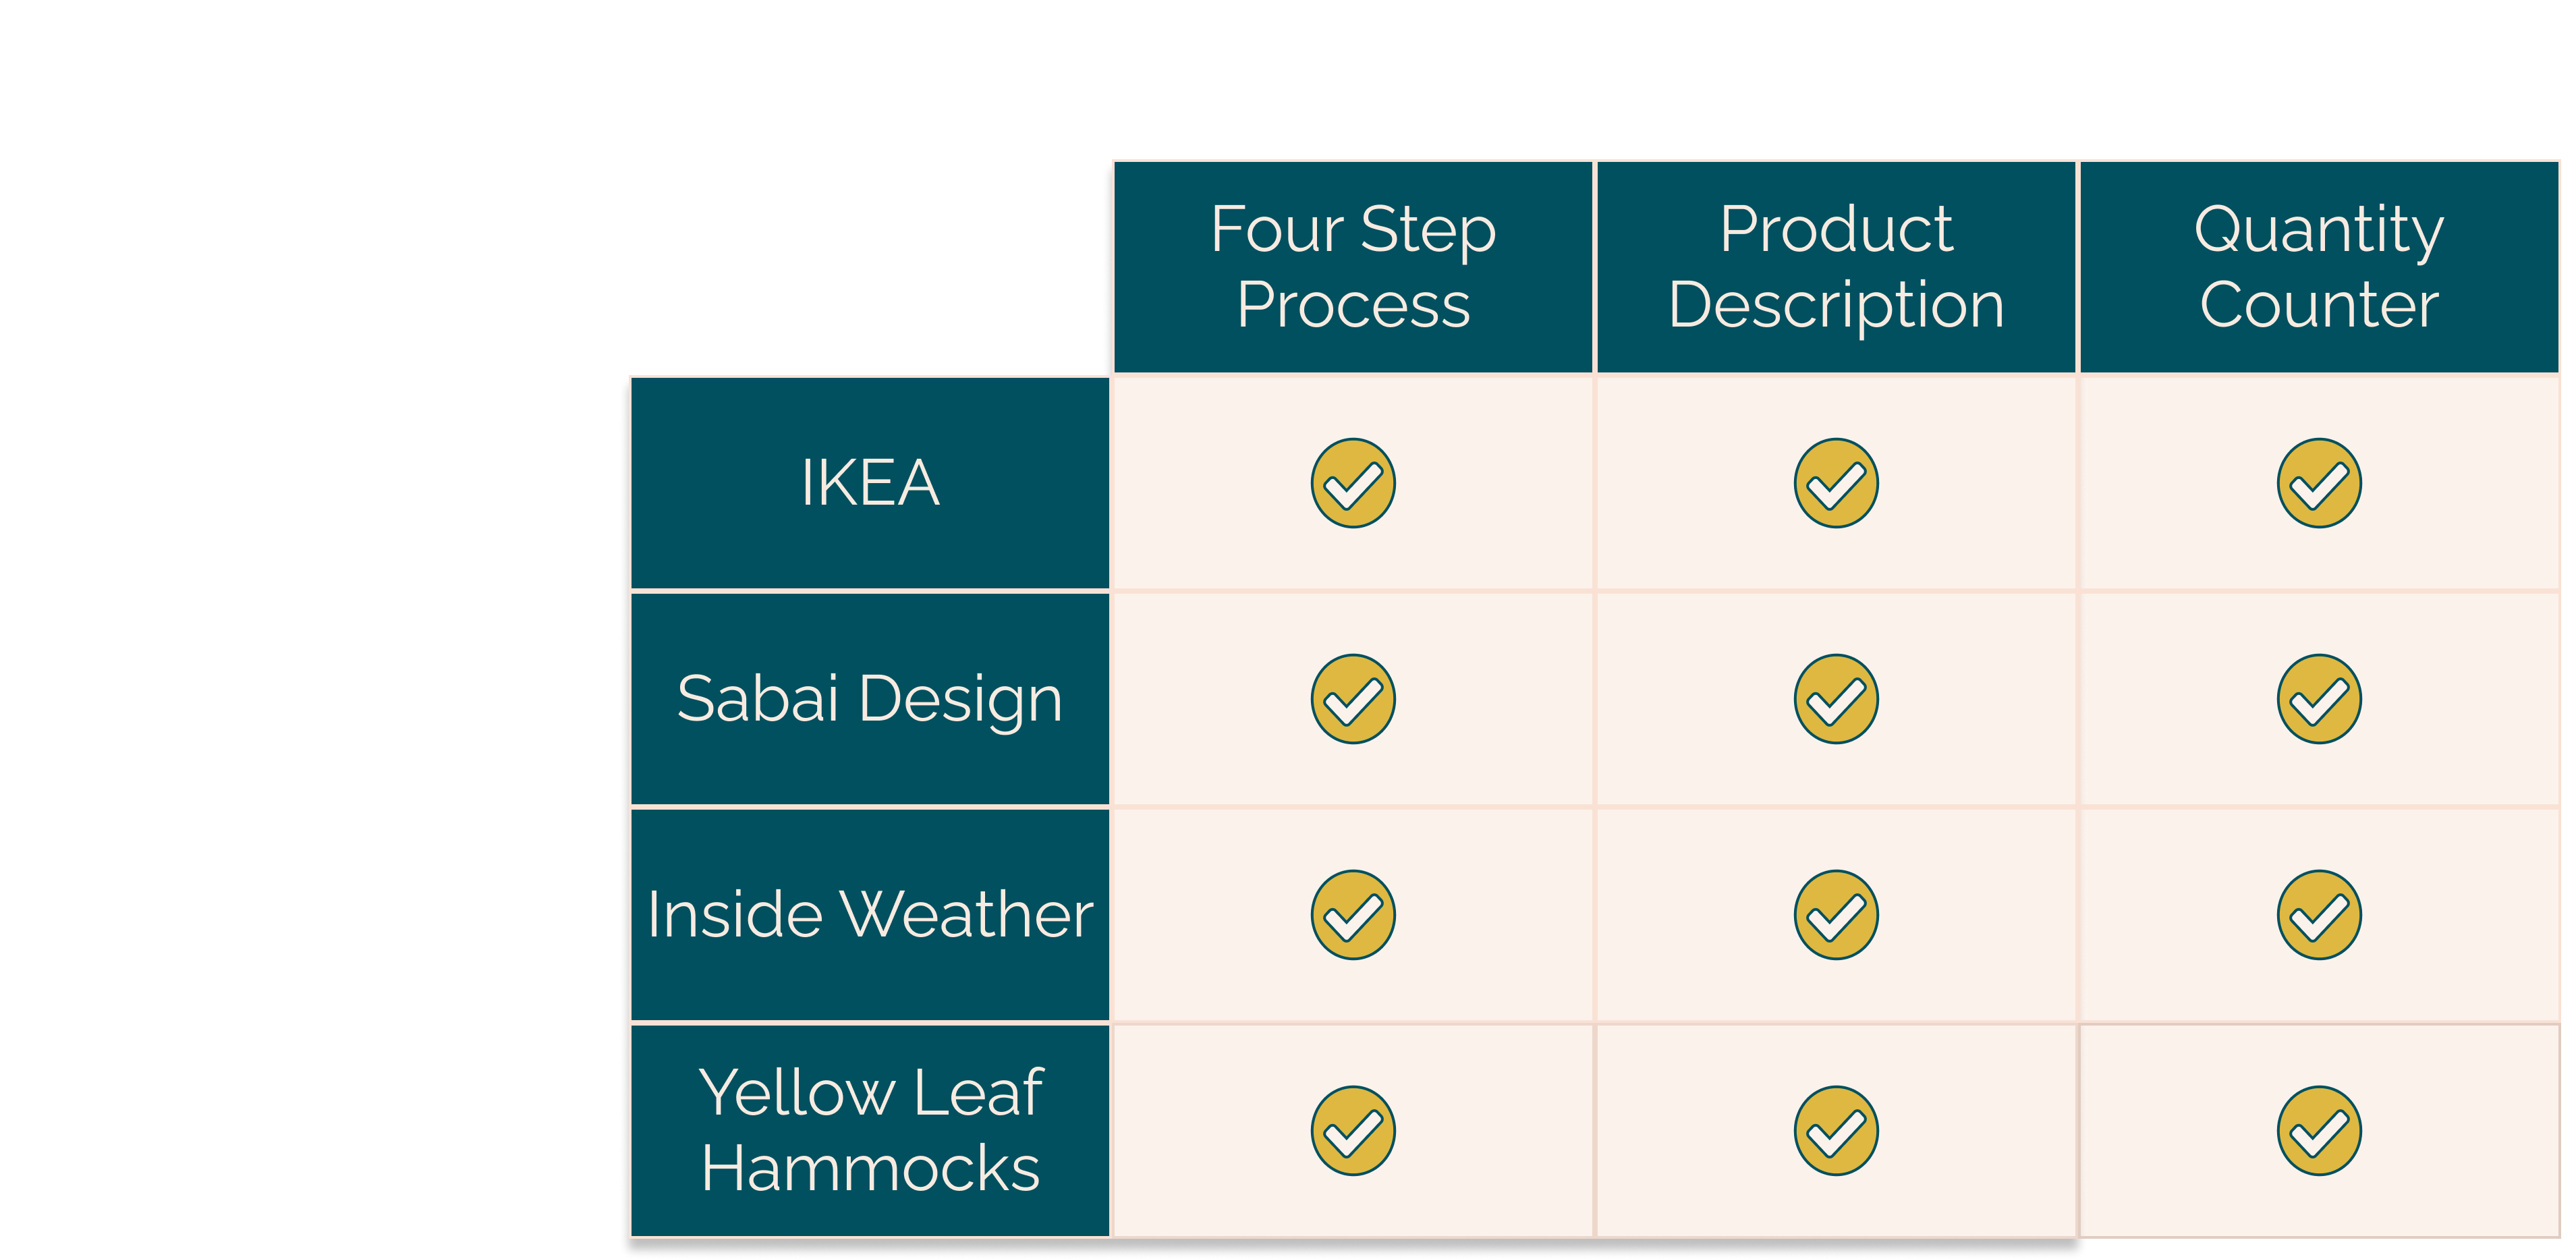 Four Step
Process
Product
Description
Quantity
Counter
IKEA
Sabai Design
Inside Weather
Yellow Leaf
Hammocks